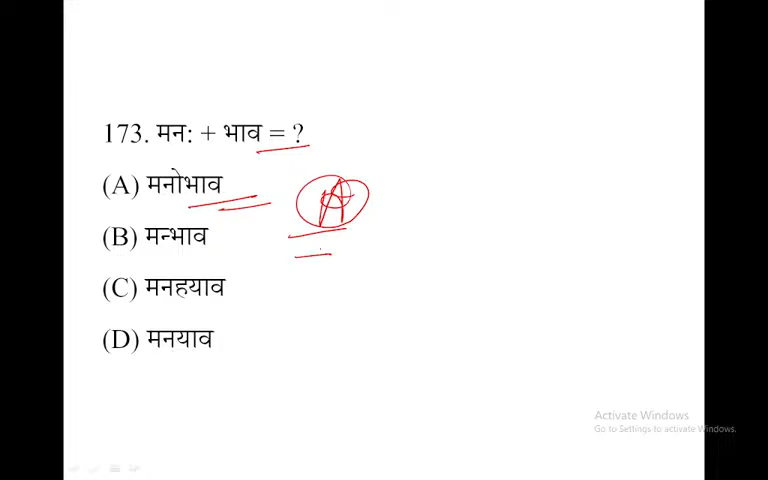 173. मन: + भाव = ?
(A) मनोभाव
A
(B) मन्भाव
(C) मनहयाव
(D) मनयाव
Activate Windows
Go to Settings to activate Windows.